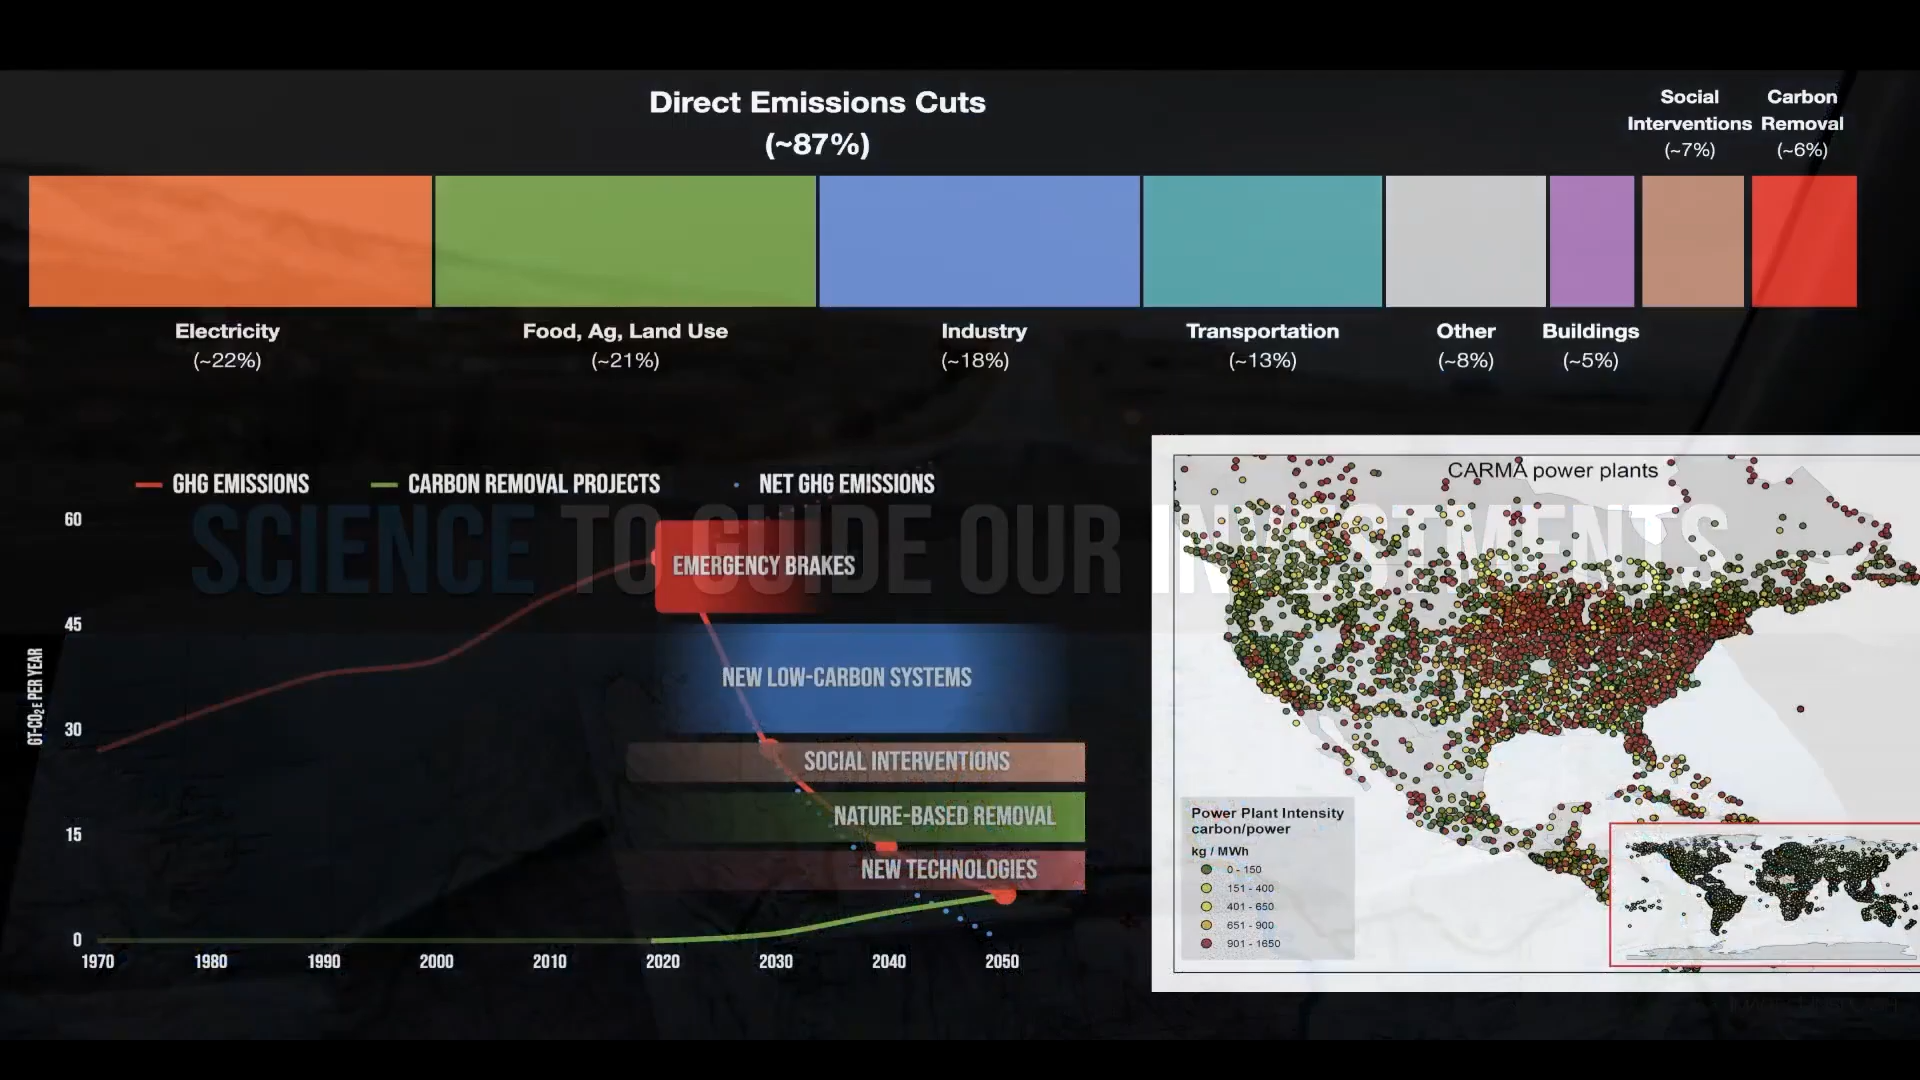 Direct Emissions Cuts
(~87%)
Social
Interventions
(~7%)
Carbon
Removal
(~6%)
Electricity
(~22%)
Food, Ag, Land Use
(~21%)
Industry
(~18%)
Transportation
(~13%)
Other
(~8%)
Buildings
(~5%)
GHG EMISSIONS
CARBON REMOVAL PROJECTS
NET GHG EMISSIONS
SCIENCE TO GUIDE OUR INVESTMENTS
60
45
30
15
0
GT-CO2E PER YEAR
EMERGENCY BRAKES
NEW LOW-CARBON SYSTEMS
SOCIAL INTERVENTIONS
NATURE-BASED REMOVAL
NEW TECHNOLOGIES
1970
1980
1990
2000
2010
2020
2030
2040
2050
CARMA power plants
Power Plant Intensity
carbon/power
kg / MWh
0 - 150
151 - 400
401 - 650
651 - 900
901 - 1650